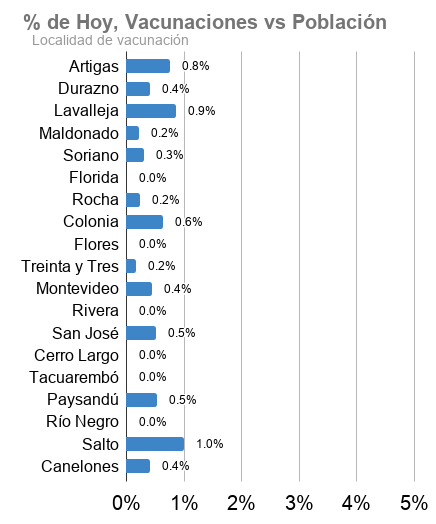 % de Hoy, Vacunaciones vs Población
Localidad de vacunación
Artigas 0.8%
Durazno 0.4%
Lavalleja 0.9%
Maldonado 0.2%
Soriano 0.3%
Florida 0.0%
Rocha 0.2%
Colonia 0.6%
Flores 0.0%
Treinta y Tres 0.2%
Montevideo 0.4%
Rivera 0.0%
San José 0.5%
Cerro Largo 0.0%
Tacuarembó 0.0%
Paysandú 0.5%
Río Negro 0.0%
Salto 1.0%
Canelones 0.4%
0% 1% 2% 3% 4% 5%